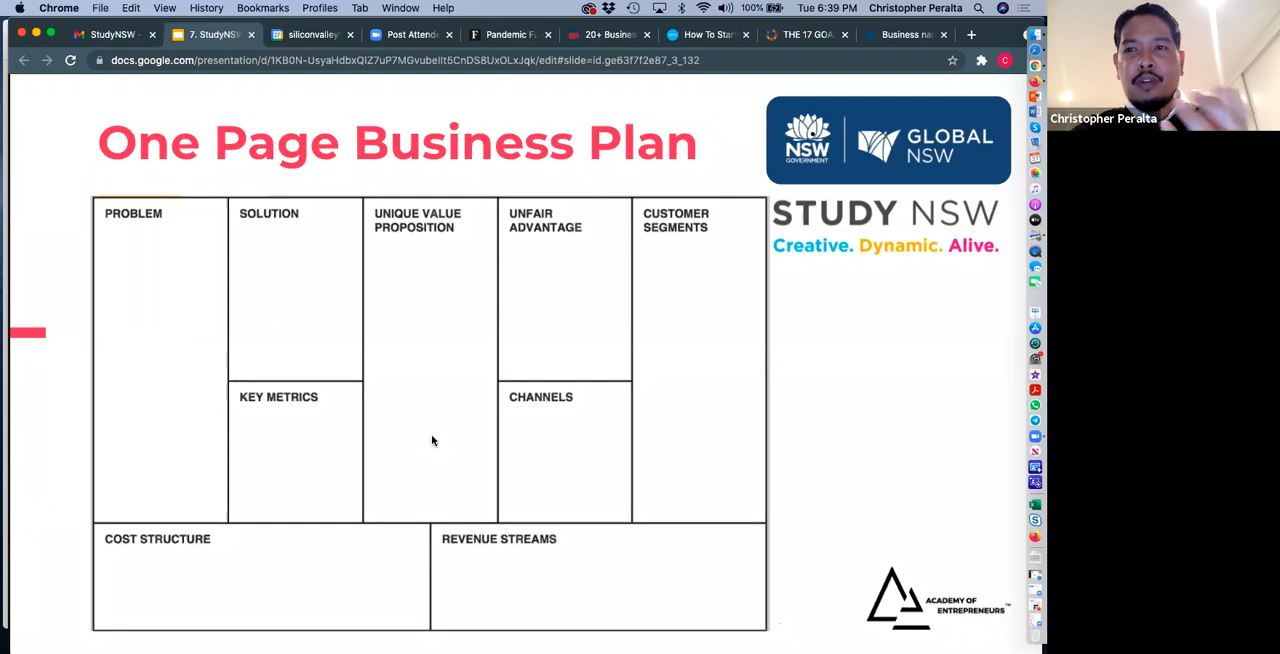 Chrome File Edit View History Bookmarks Profiles Tab Window Help
100% Tue 6:39 PM Christopher Peralta
StudyNSW -
7. StudyNS
siliconvalley
Post Attende
Pandemic Fu
20+ Busines
How To Star
THE 17 GOA
Business na
docs.google.com/presentation/d/1KB0N-UsyaHdbxQIZ7uP7MGvubeIIt5CnDS8UxOLxJqk/edit#slide=id.ge63f7f2e87_3_132
C
Christopher Peralta
One Page Business Plan
NSW
GOVERNMENT
GLOBAL
NSW
STUDY NSW
Creative. Dynamic. Alive.
PROBLEM
SOLUTION
UNIQUE VALUE
PROPOSITION
UNFAIR
ADVANTAGE
CUSTOMER
SEGMENTS
KEY METRICS
CHANNELS
COST STRUCTURE
REVENUE STREAMS
ACADEMY OF
ENTREPRENEURS™